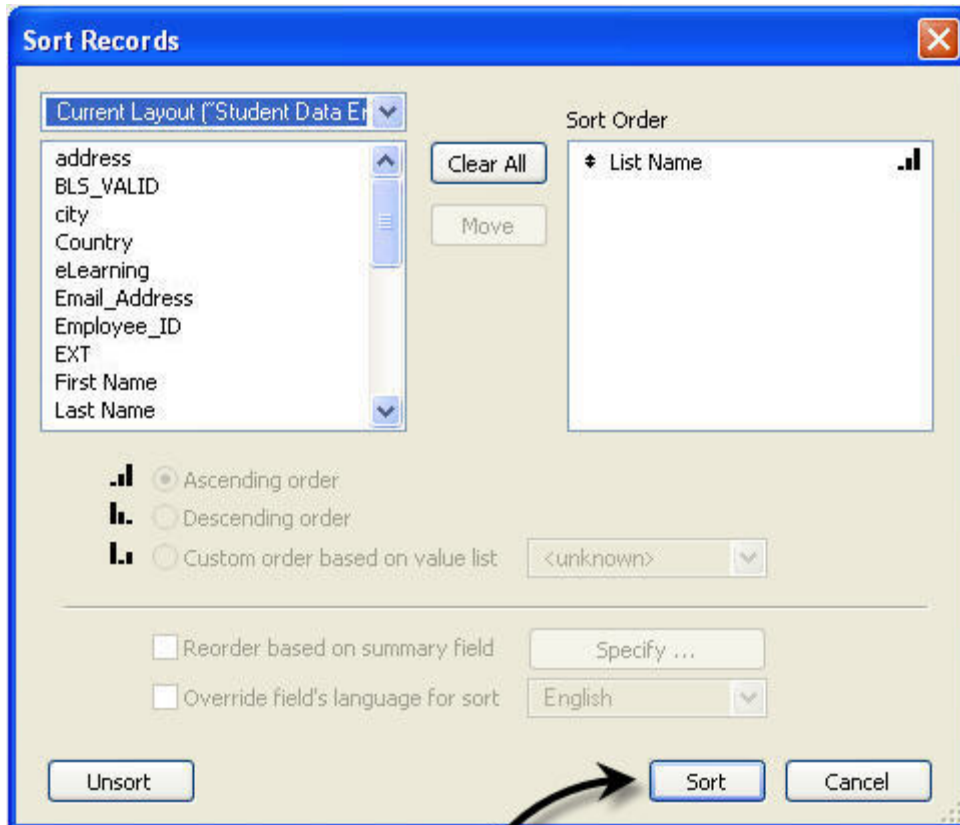 Sort Records
Current Layout ("Student Data Er
Sort Order
address
BLS_VALID
city
Country
eLearning
Email_Address
Employee_ID
EXT
First Name
Last Name
Clear All
Move
List Name
Ascending order
Descending order
Custom order based on value list
<unknown>
Reorder based on summary field
Specify ...
Override field's language for sort
English
Unsort
Sort
Cancel